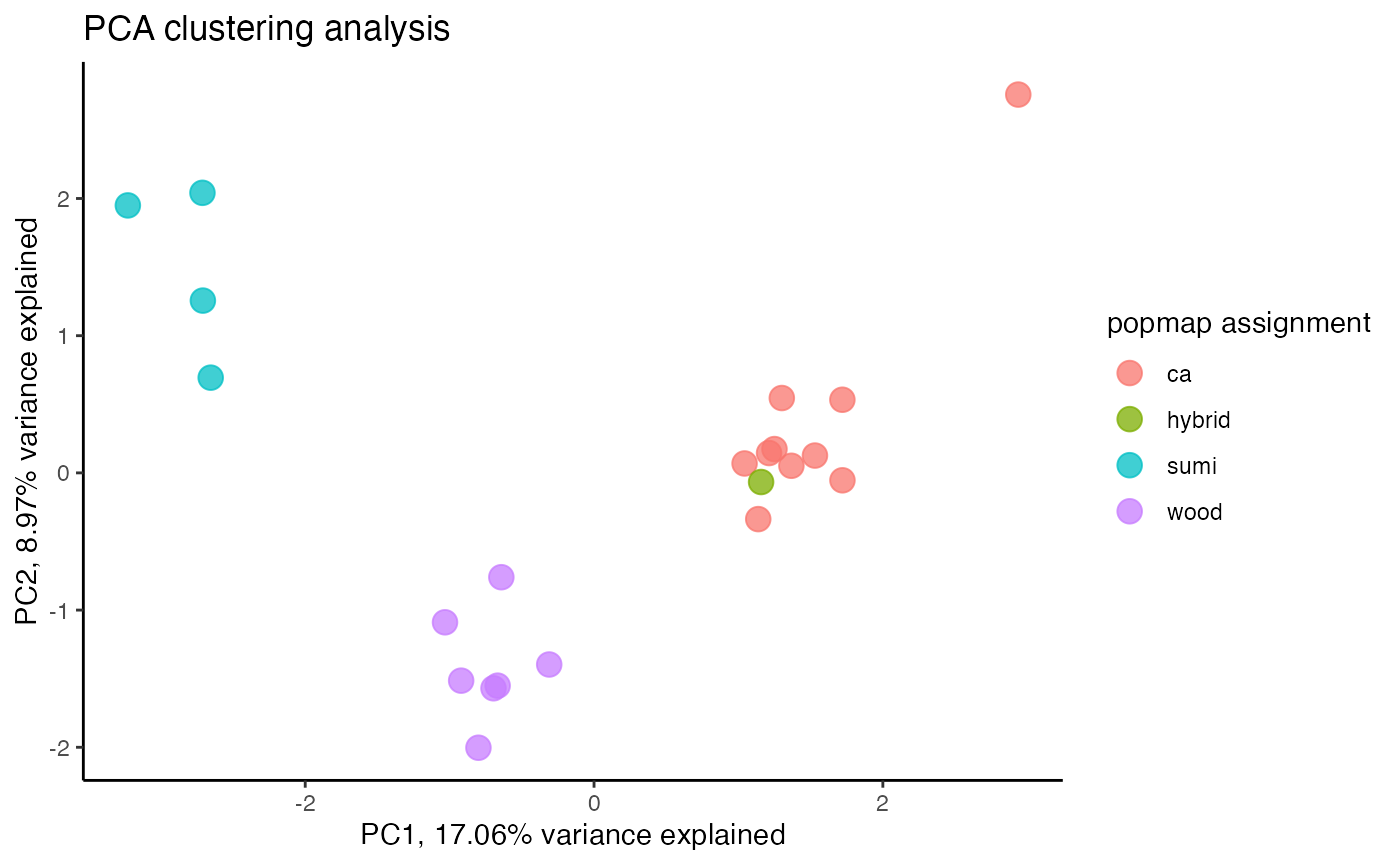 PCA clustering analysis
PC2, 8.97% variance explained
2
1
0
-1
-2
-2
0
2
PC1, 17.06% variance explained
popmap assignment
ca
hybrid
sumi
wood